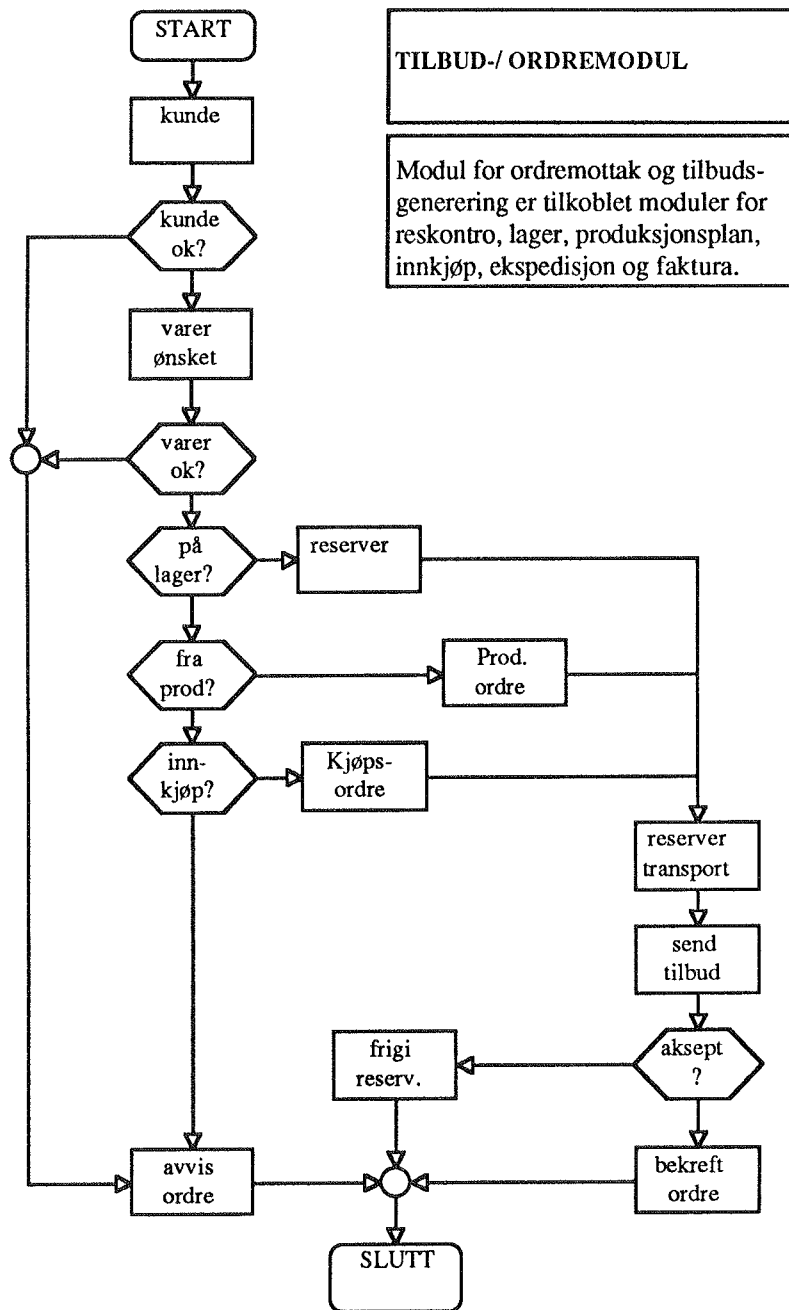 START
TILBUD-/ ORDREMODUL
kunde
Modul for ordremottak og tilbuds-
generering er tilkoblet moduler for
reskontro, lager, produksjonsplan,
innkjøp, ekspedisjon og faktura.
kunde
ok?
varer
ønsket
varer
ok?
på
lager?
reserver
fra
prod?
Prod.
ordre
inn-
kjøp?
Kjøps-
ordre
reserver
transport
send
tilbud
aksept
?
frigi
reserv.
avvis
ordre
bekreft
ordre
SLUTT